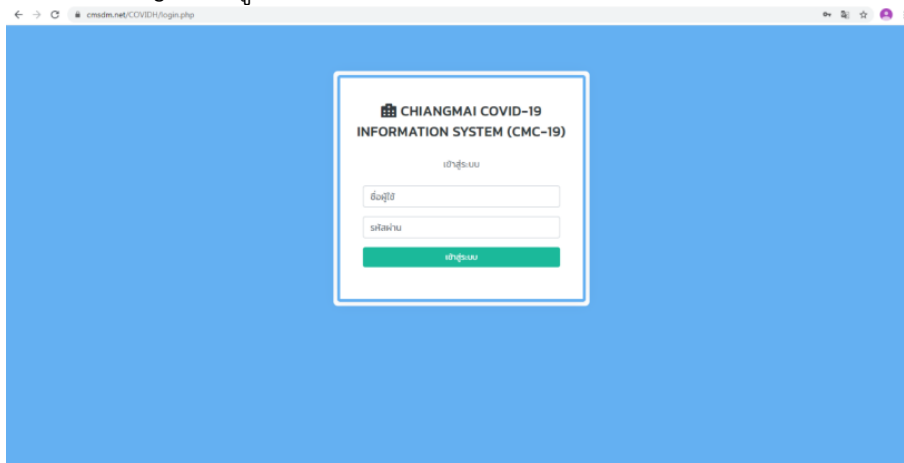 cmsdm.net/COVIDH/login.php
CHIANGMAI COVID-19
INFORMATION SYSTEM (CMC-19)
เข้าสู่ระบบ
ชื่อผู้ใช้
รหัสผ่าน
เข้าสู่ระบบ